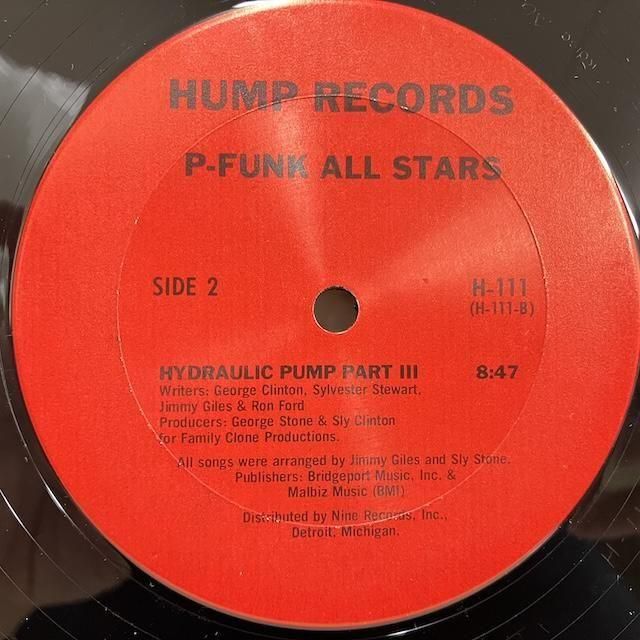 HUMP RECORDS
P-FUNK ALL STARS
SIDE 2
H-111
(H-111-B)
HYDRAULIC PUMP PART III 8:47
Writers: George Clinton, Sylvester Stewart,
Jimmy Giles & Ron Ford
Producers: George Stone & Sly Clinton
for Family Clone Productions.
All songs were arranged by Jimmy Giles and Sly Stone.
Publishers: Bridgeport Music, Inc. &
Malbiz Music (BMI)
Distributed by Nine Records, Inc.,
Detroit, Michigan.